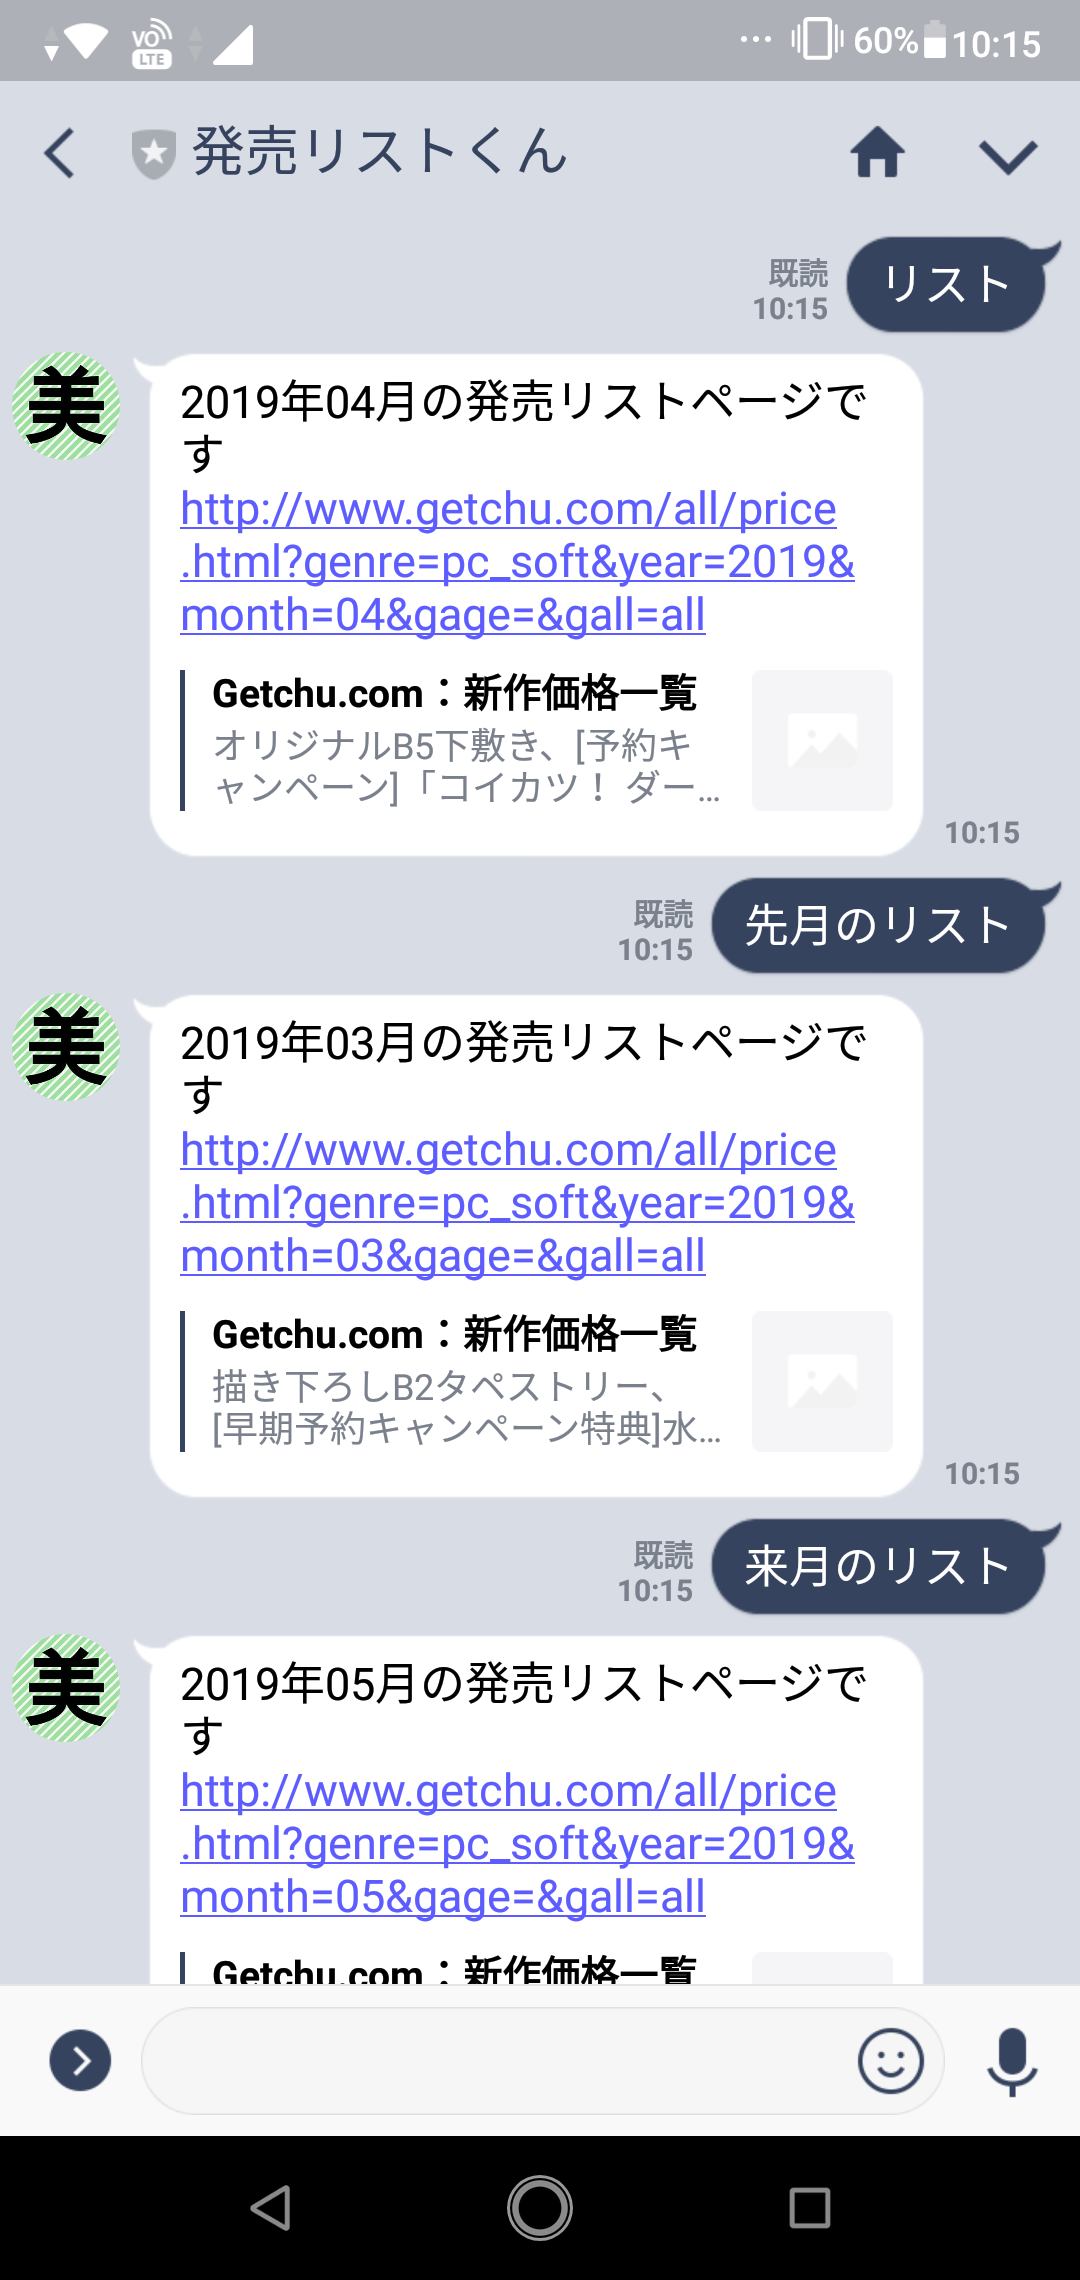 VO LTE
… 60% 10:15
発売リストくん
既読
10:15
リスト
美
2019年04月の発売リストページで
す
http://www.getchu.com/all/price
.html?genre=pc_soft&year=2019&
month=04&gage=&gall=all
Getchu.com：新作価格一覧
オリジナルB5下敷き、[予約キ
ャンペーン]「コイカツ！ ダー...
10:15
既読
10:15
先月のリスト
美
2019年03月の発売リストページで
す
http://www.getchu.com/all/price
.html?genre=pc_soft&year=2019&
month=03&gage=&gall=all
Getchu.com：新作価格一覧
描き下ろしB2タペストリー、
[早期予約キャンペーン特典]水...
10:15
既読
10:15
来月のリスト
美
2019年05月の発売リストページで
す
http://www.getchu.com/all/price
.html?genre=pc_soft&year=2019&
month=05&gage=&gall=all
Getchu.com：新作価格一覧